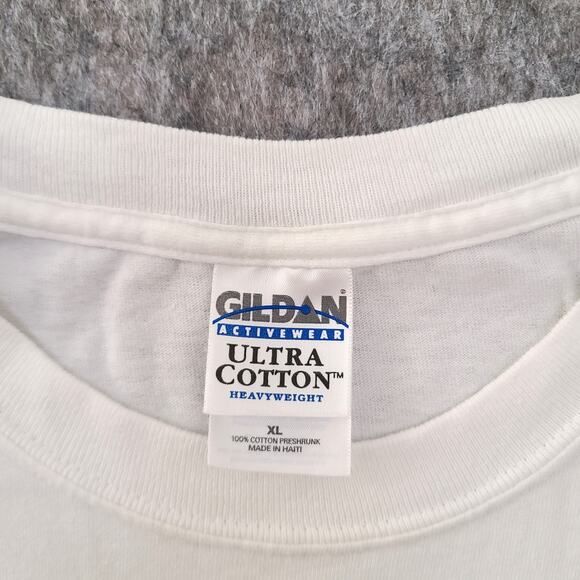 GILDAN®
ACTIVEWEAR
ULTRA
COTTON™
HEAVYWEIGHT
XL
100% COTTON PRESHRUNK
MADE IN HAITI